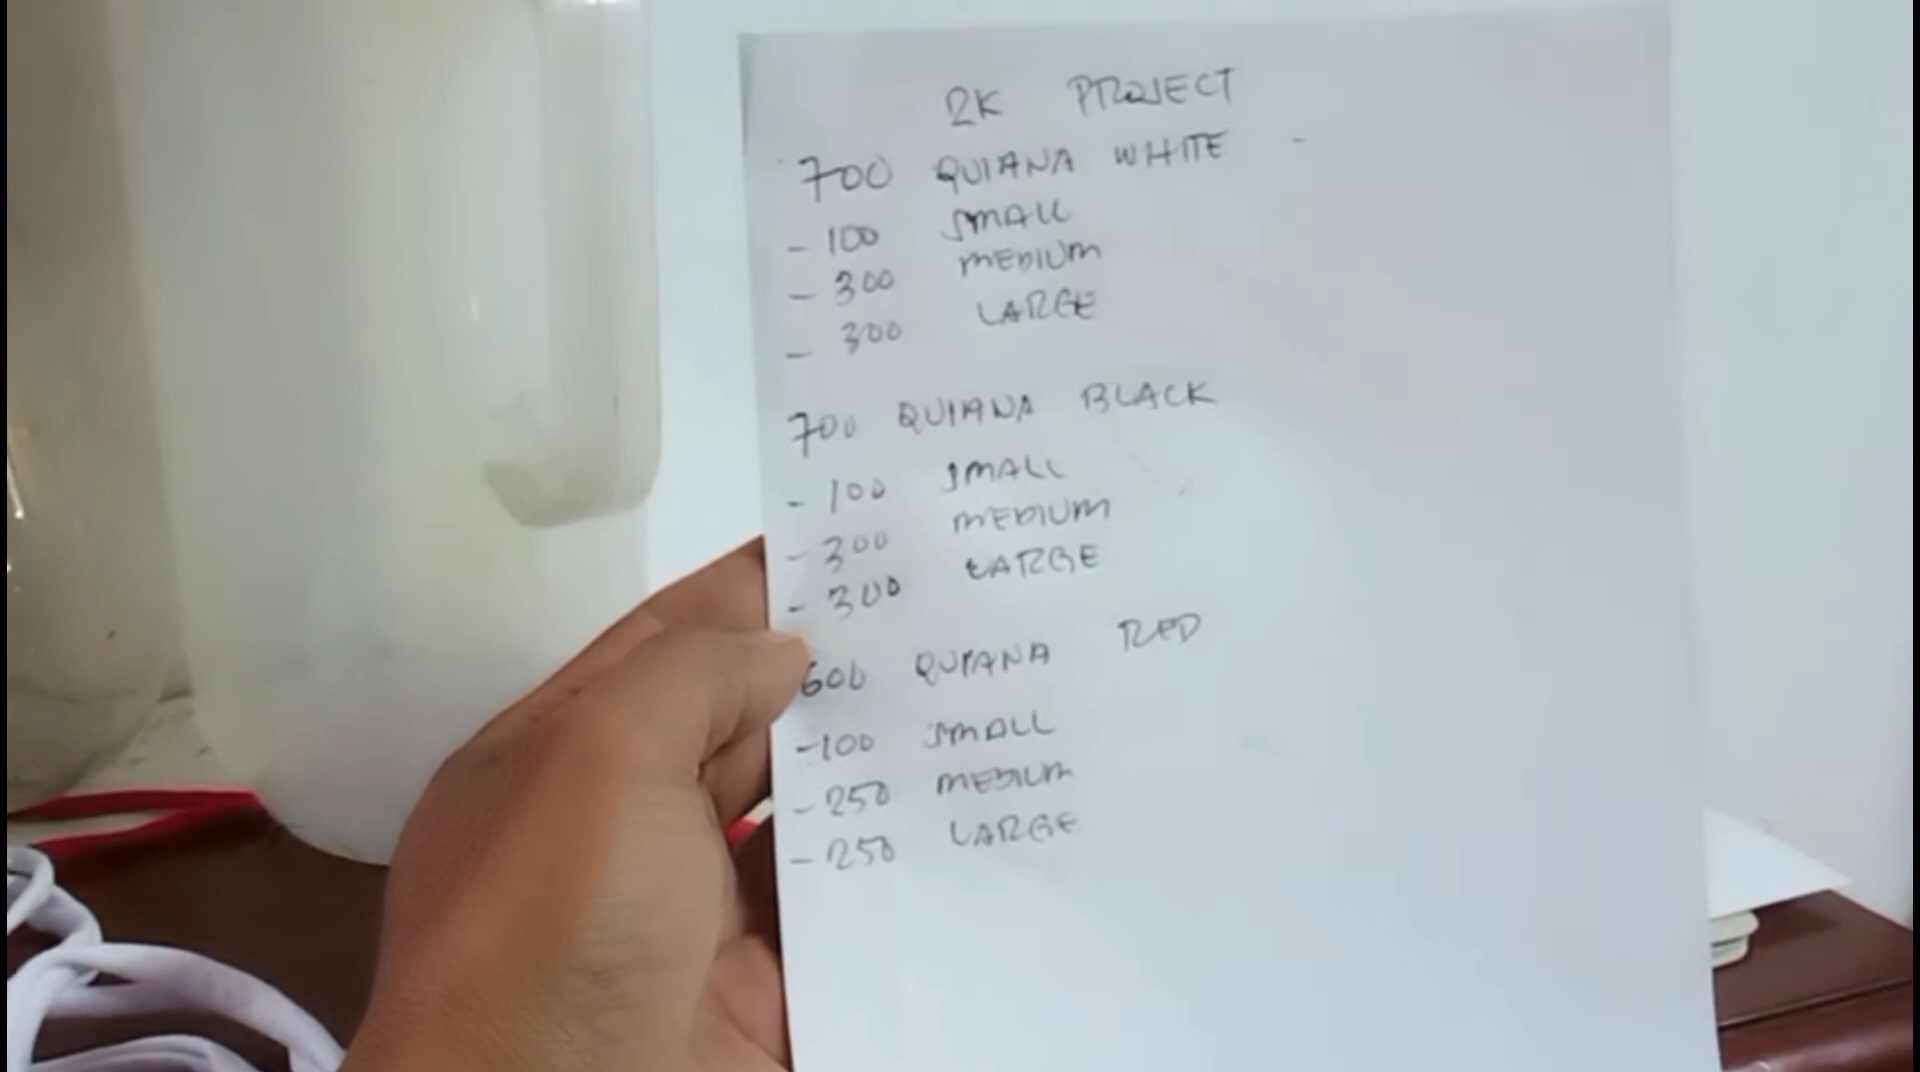 2K PROJECT
700 QUIANA WHITE -
- 100 SMALL
- 300 MEDIUM
- 300 LARGE
700 QUIANA BLACK
- 100 SMALL
- 300 MEDIUM
- 300 LARGE
600 QUIANA RED
-100 SMALL
- 250 MEDIUM
- 250 LARGE